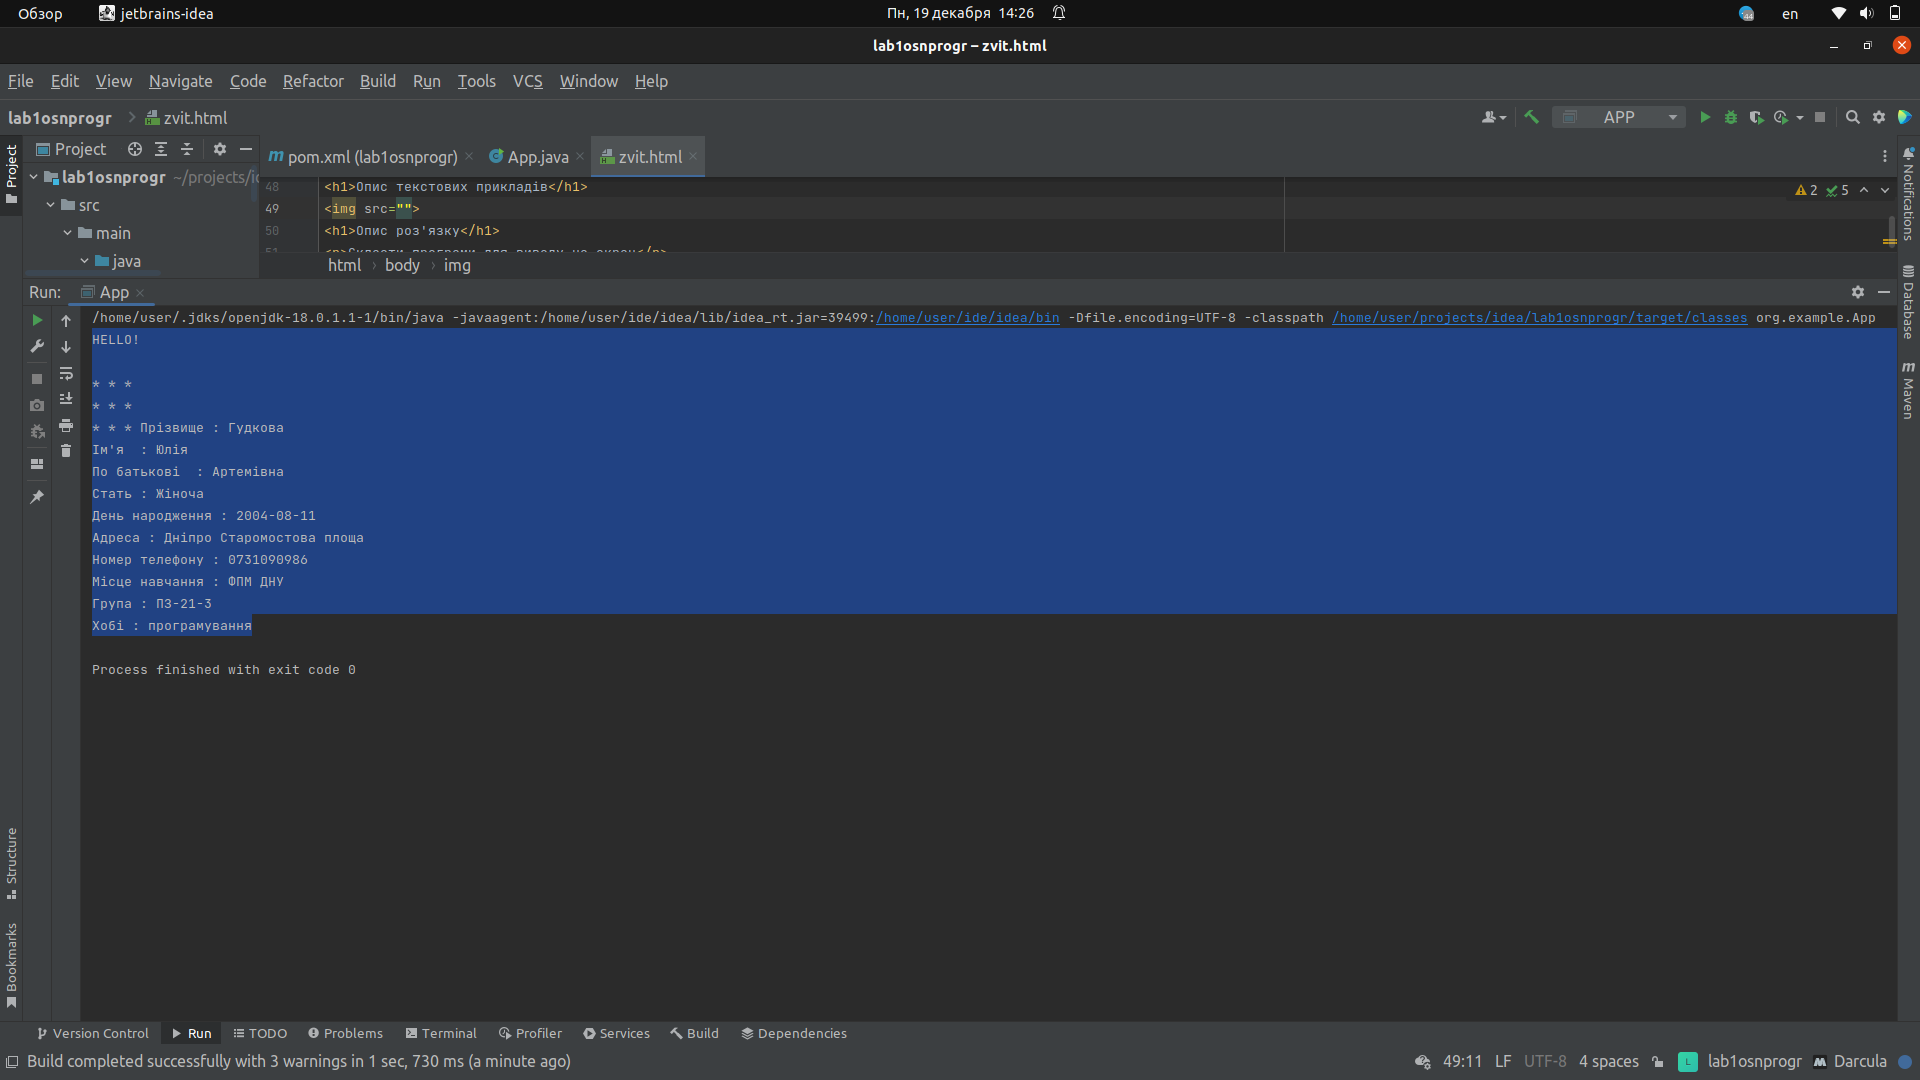 Обзор jetbrains-idea Пн, 19 декабря 14:26 44 en
lab1osnprogr – zvit.html
File Edit View Navigate Code Refactor Build Run Tools VCS Window Help
lab1osnprogr zvit.html APP
Project
Project pom.xml (lab1osnprogr) App.java zvit.html
lab1osnprogr ~/projects/
src
main
java
48 <h1>Опис текстових прикладів</h1>
49 <img src="">
50 <h1>Опис роз'язку</h1>
2 5
html body img
Notifications
Database
Maven
Run: App
/home/user/.jdks/openjdk-18.0.1.1-1/bin/java -javaagent:/home/user/ide/idea/lib/idea_rt.jar=39499:/home/user/ide/idea/bin -Dfile.encoding=UTF-8 -classpath /home/user/projects/idea/lab1osnprogr/target/classes org.example.App
HELLO!
* * *
* * *
* * * Прізвище : Гудкова
Ім'я  : Юлія
По батькові  : Артемівна
Стать : Жіноча
День народження : 2004-08-11
Адреса : Дніпро Старомостова площа
Номер телефону : 0731090986
Місце навчання : ФПМ ДНУ
Група : ПЗ-21-3
Хобі : програмування
Process finished with exit code 0
Structure
Bookmarks
Version Control Run TODO Problems Terminal Profiler Services Build Dependencies
Build completed successfully with 3 warnings in 1 sec, 730 ms (a minute ago) 49:11 LF UTF-8 4 spaces L lab1osnprogr Darcula